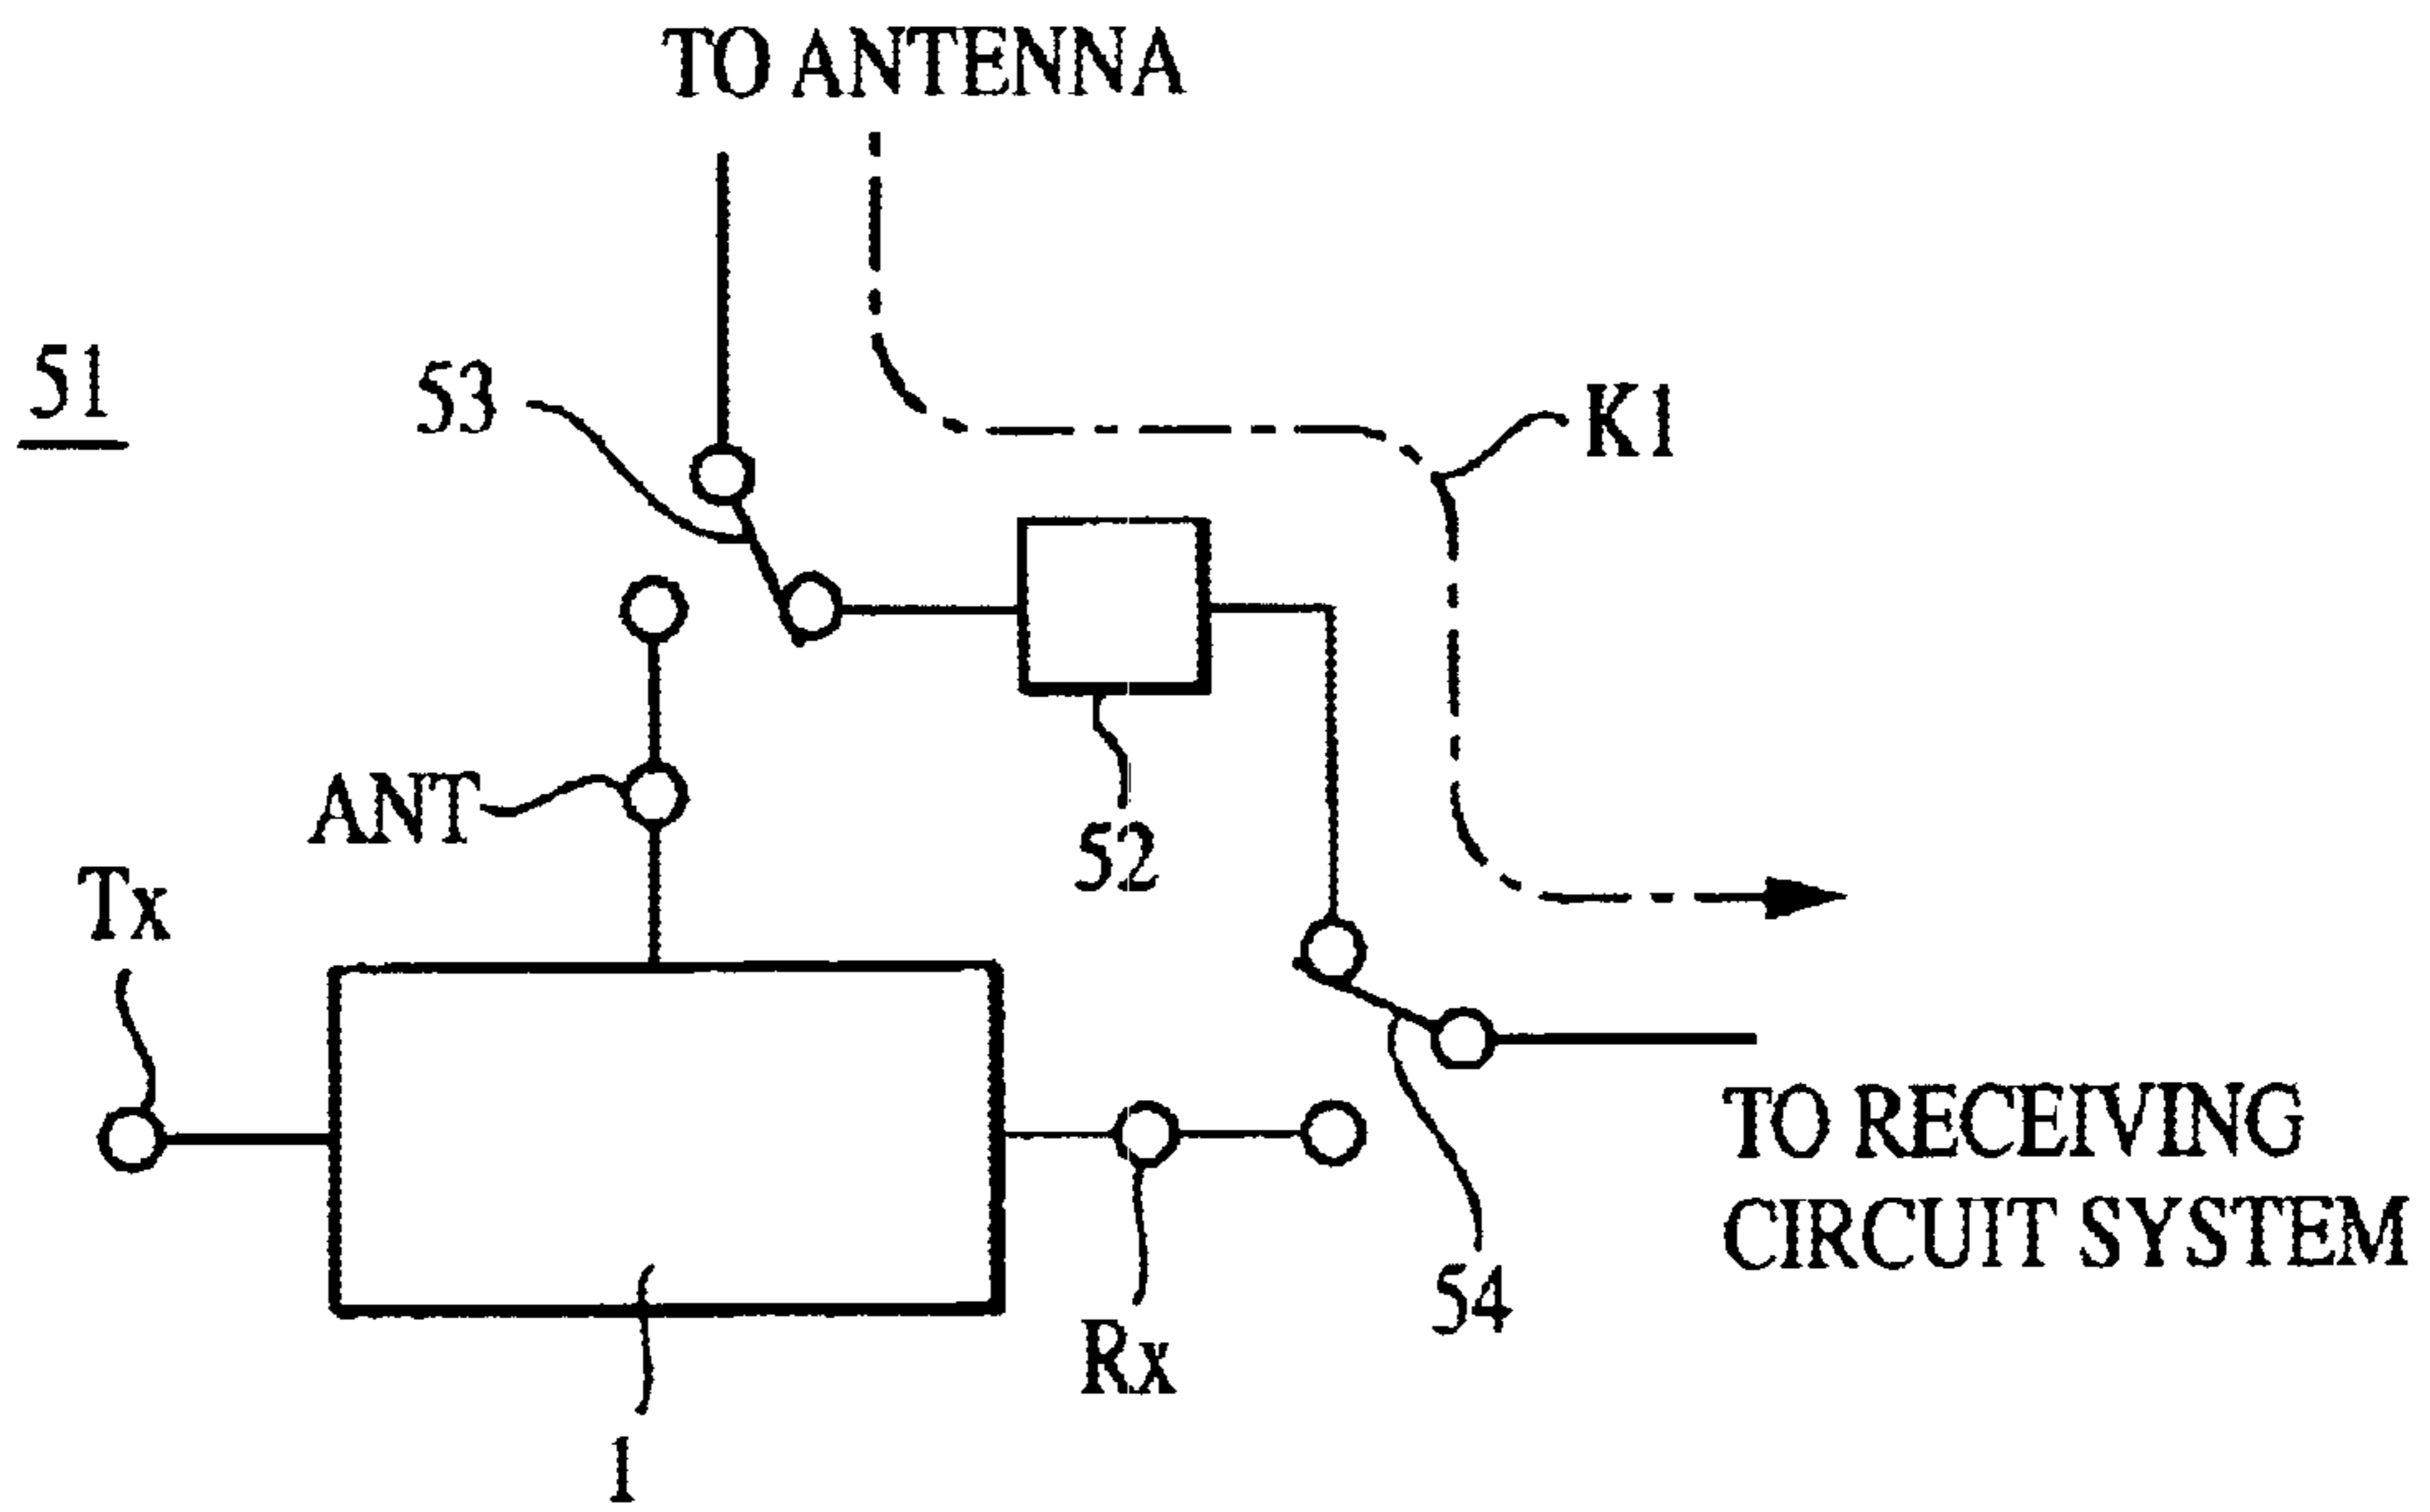 TO ANTENNA
51
53
K1
ANT
52
Tx
TO RECEIVING
CIRCUIT SYSTEM
54
Rx
1